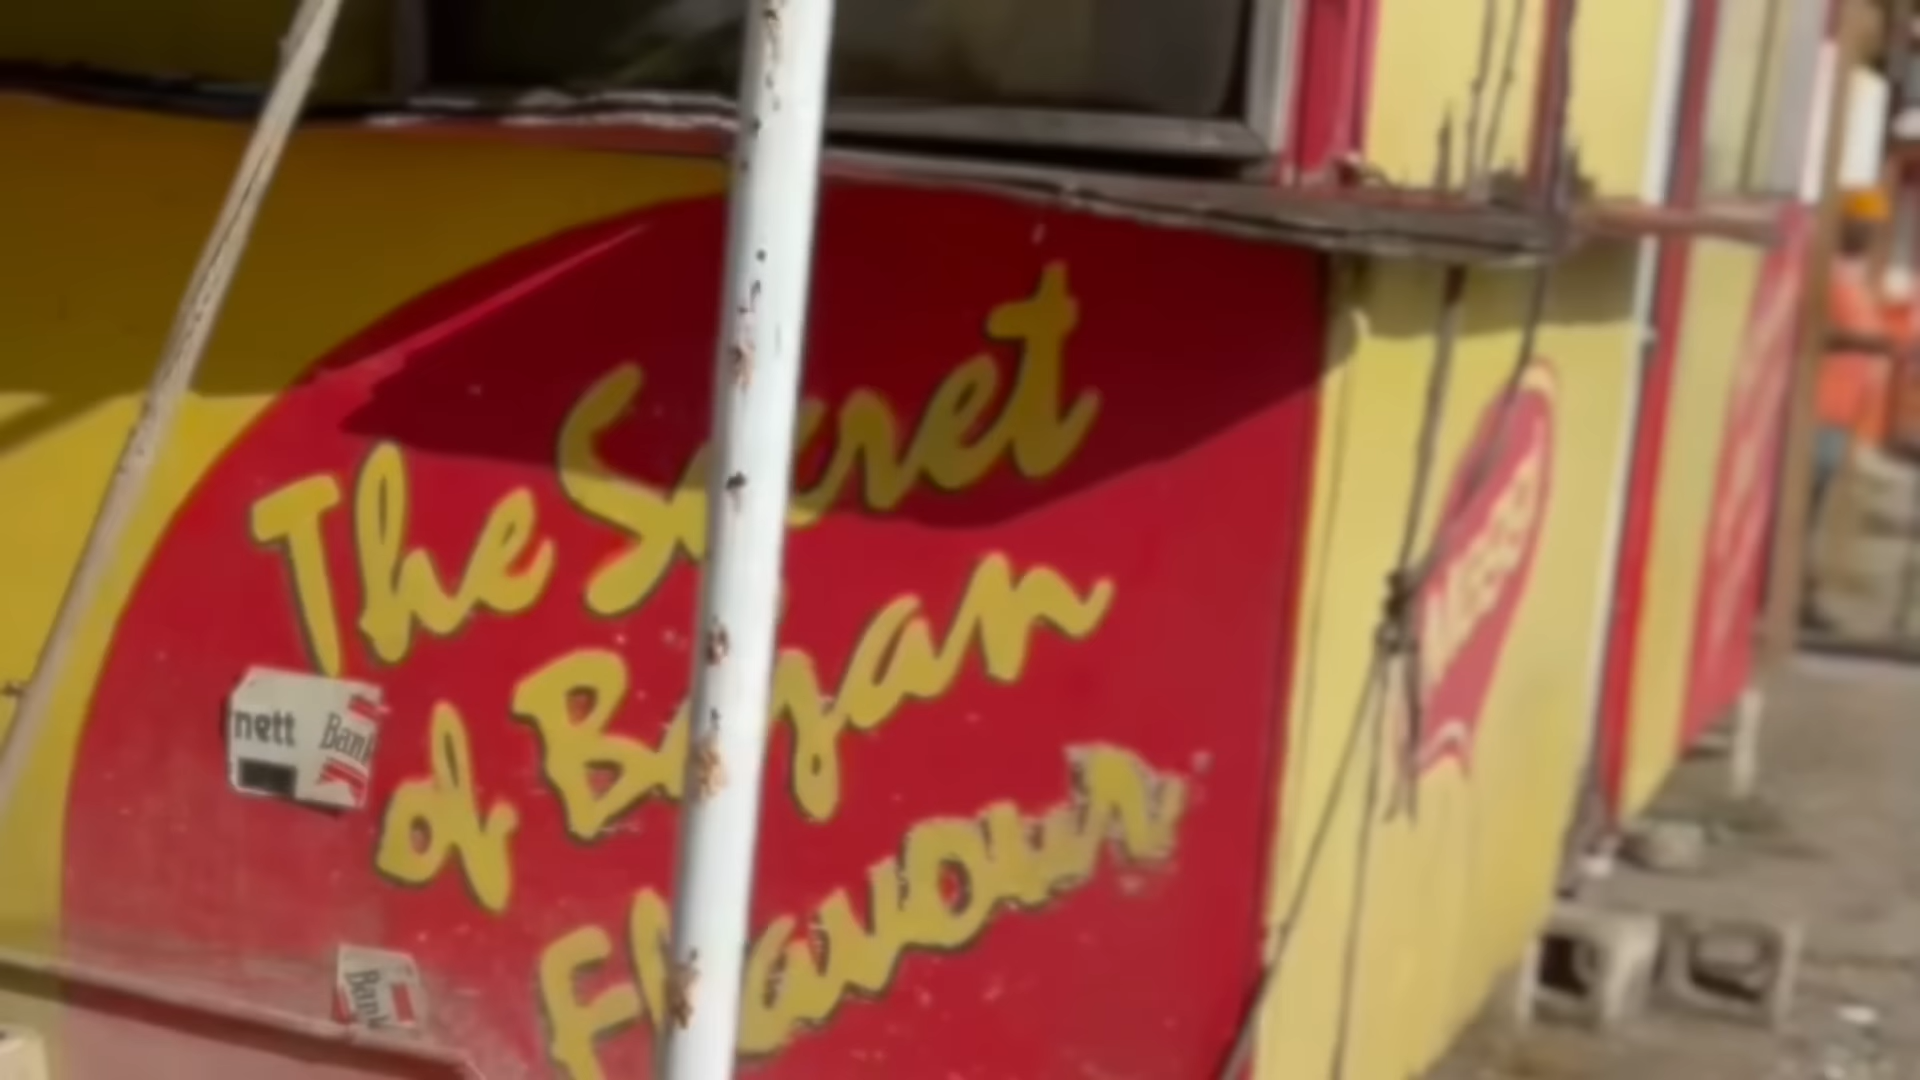 The Secret
of Bajan
Flavour
nett Bank
Bank